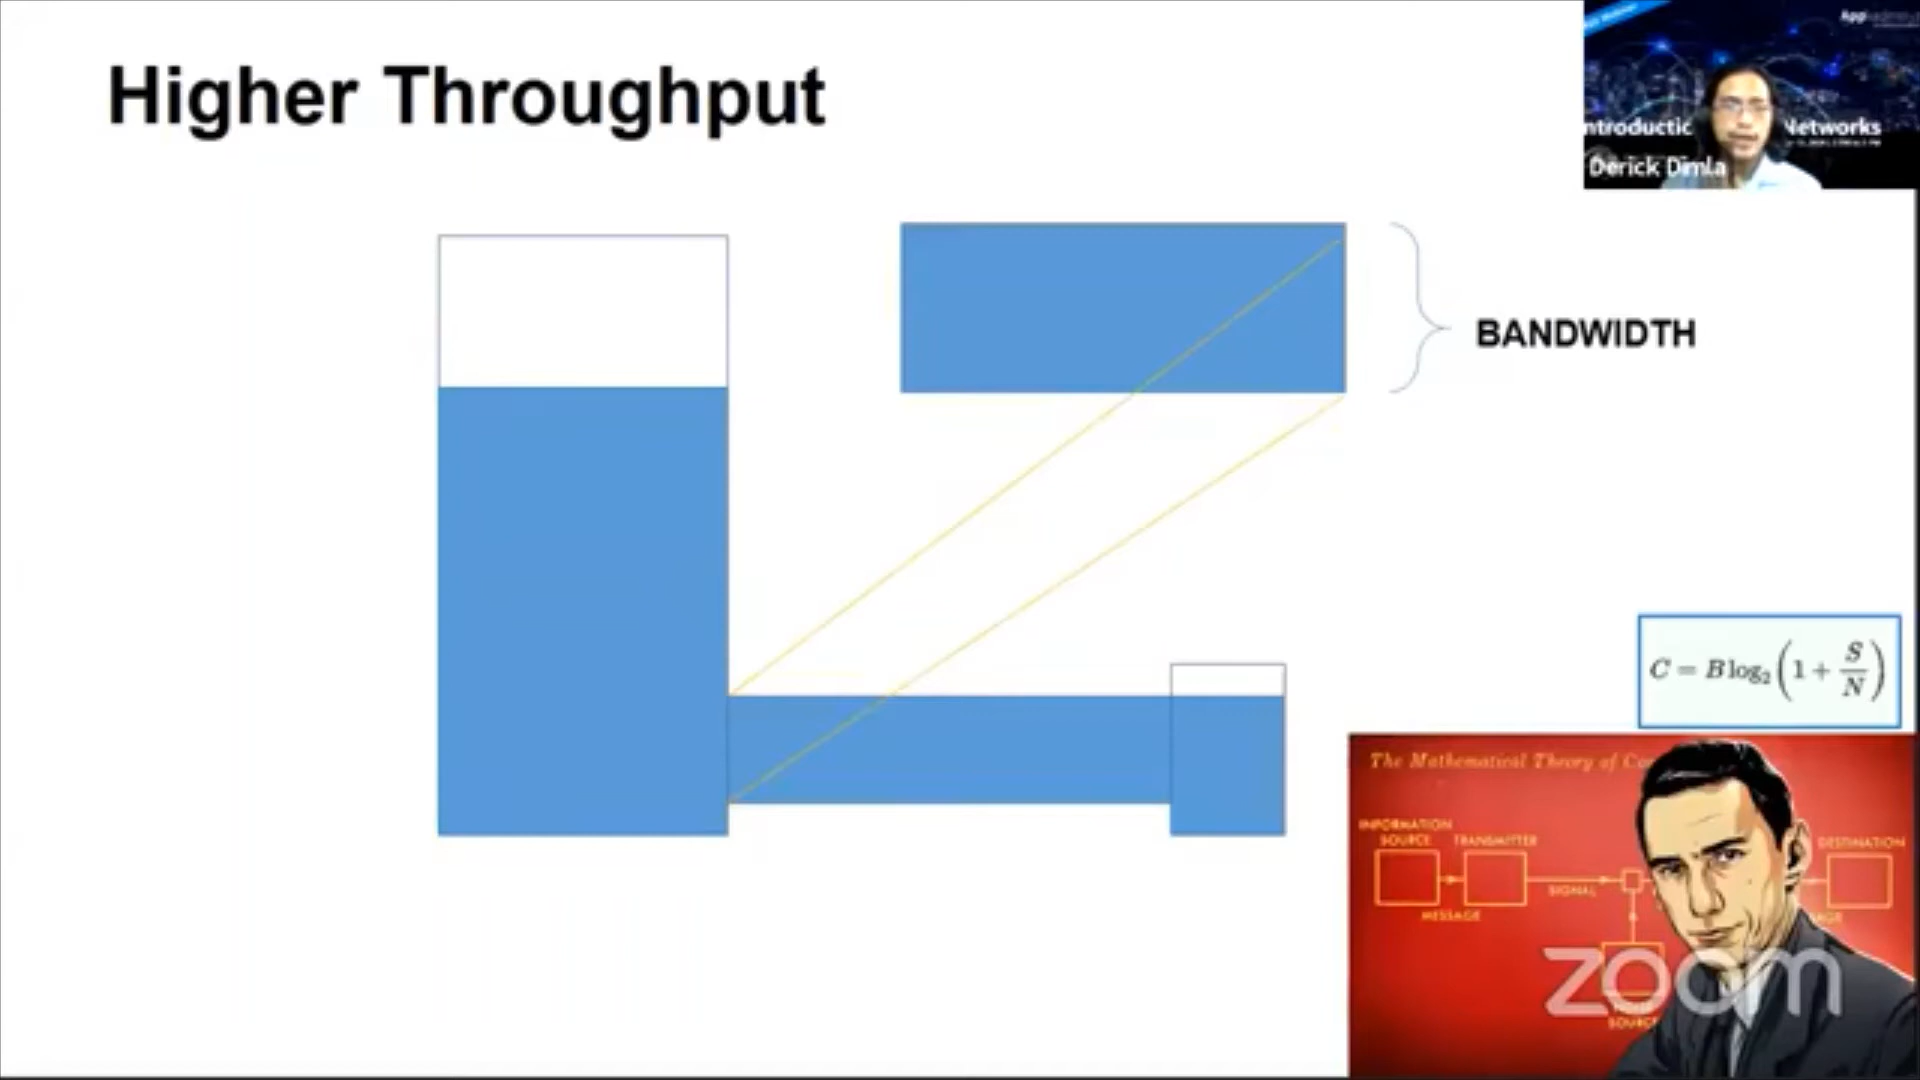 Higher Throughput
Derick Dimla
Networks
BANDWIDTH
C = B log₂ (1 + S/N)
The Mathematical Theory of
INFORMATION
SOURCE
TRANSMITTER
DESTINATION
SIGNAL
MESSAGE
zoom
SOURCE